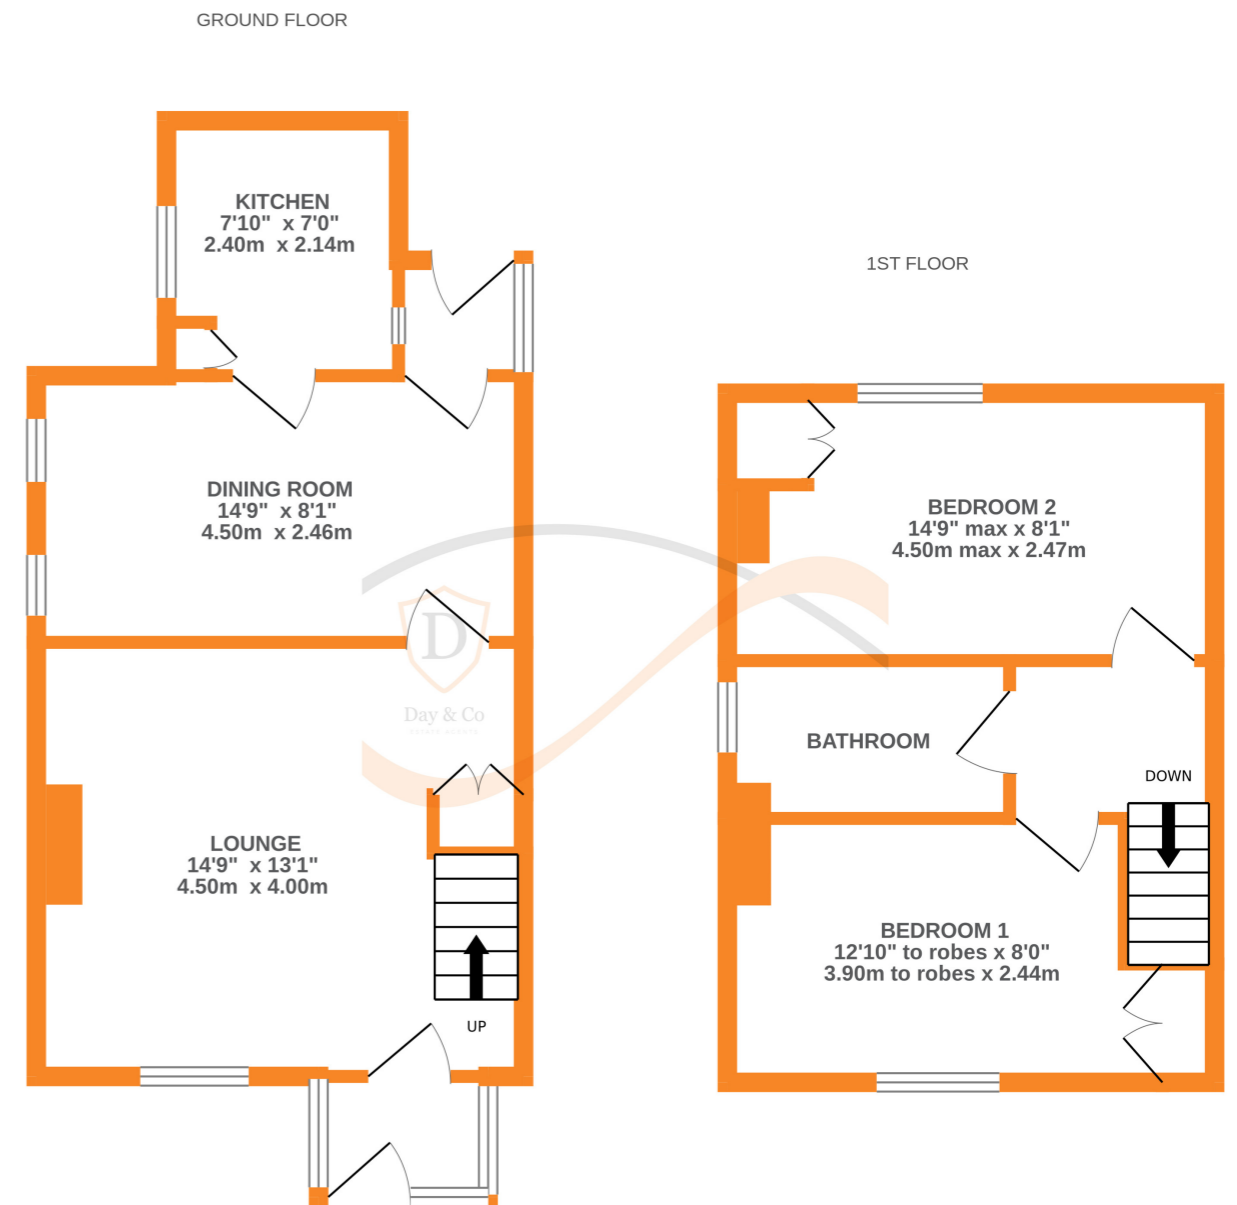 GROUND FLOOR
KITCHEN
7'10"  x 7'0"
2.40m  x 2.14m
DINING ROOM
14'9"  x 8'1"
4.50m  x 2.46m
D
Day & Co
ESTATE AGENTS
LOUNGE
14'9"  x 13'1"
4.50m  x 4.00m
UP
1ST FLOOR
BEDROOM 2
14'9" max x 8'1"
4.50m max x 2.47m
BATHROOM
DOWN
BEDROOM 1
12'10" to robes x 8'0"
3.90m to robes x 2.44m